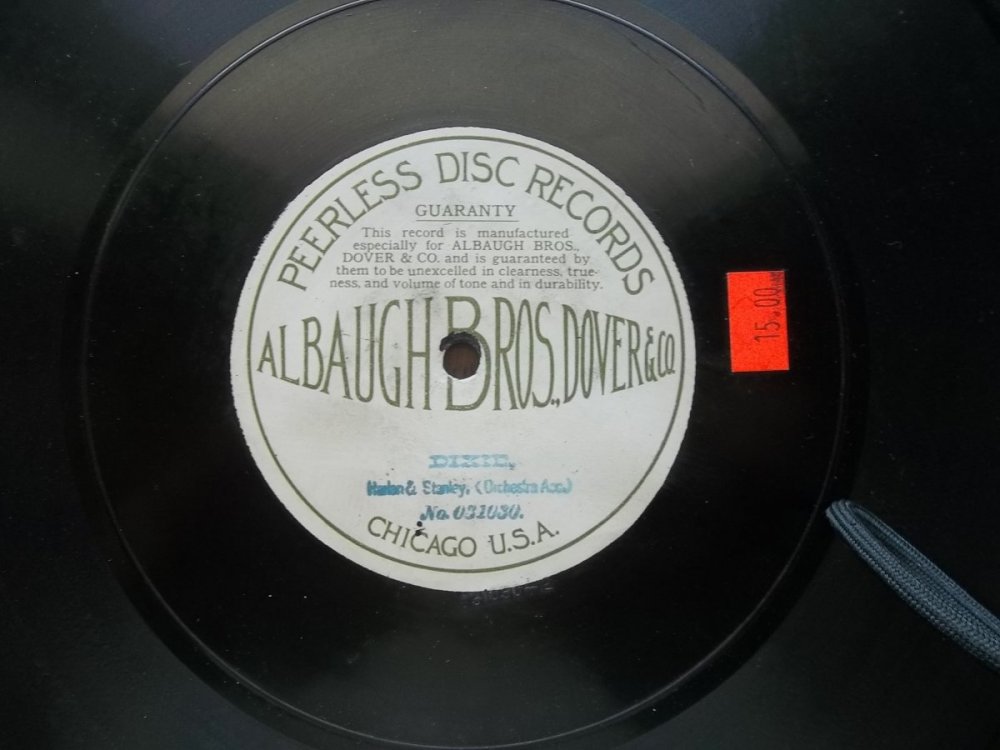 PEERLESS DISC RECORDS
GUARANTY
This record is manufactured
especially for ALBAUGH BROS.,
DOVER & CO. and is guaranteed by
them to be unexcelled in clearness, true-
ness, and volume of tone and in durability.
ALBAUGH BROS., DOVER & CO.
DIXIE,
Harlan & Stanley, (Orchestra Acc.)
No. 031030.
CHICAGO U.S.A.
15.00